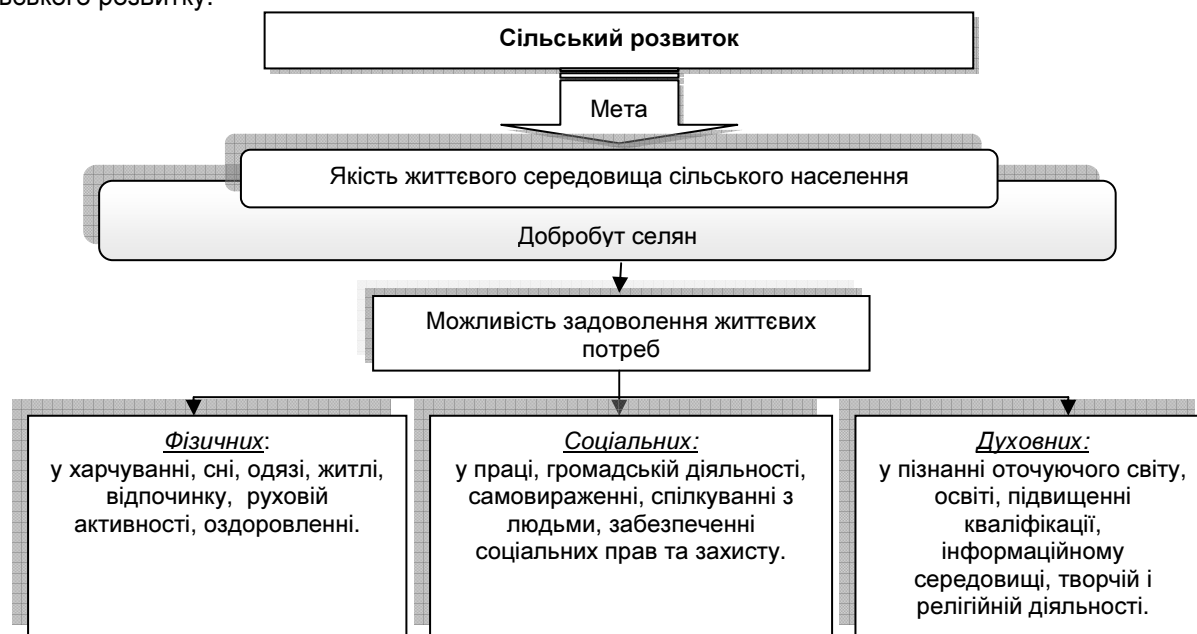 вського розвитку.
Сільський розвиток
Мета
Якість життєвого середовища сільського населення
Добробут селян
Можливість задоволення життєвих
потреб
Фізичних:
у харчуванні, сні, одязі, житлі,
відпочинку, руховій
активності, оздоровленні.
Соціальних:
у праці, громадській діяльності,
самовираженні, спілкуванні з
людьми, забезпеченні
соціальних прав та захисту.
Духовних:
у пізнанні оточуючого світу,
освіті, підвищенні
кваліфікації,
інформаційному
середовищі, творчій і
релігійній діяльності.